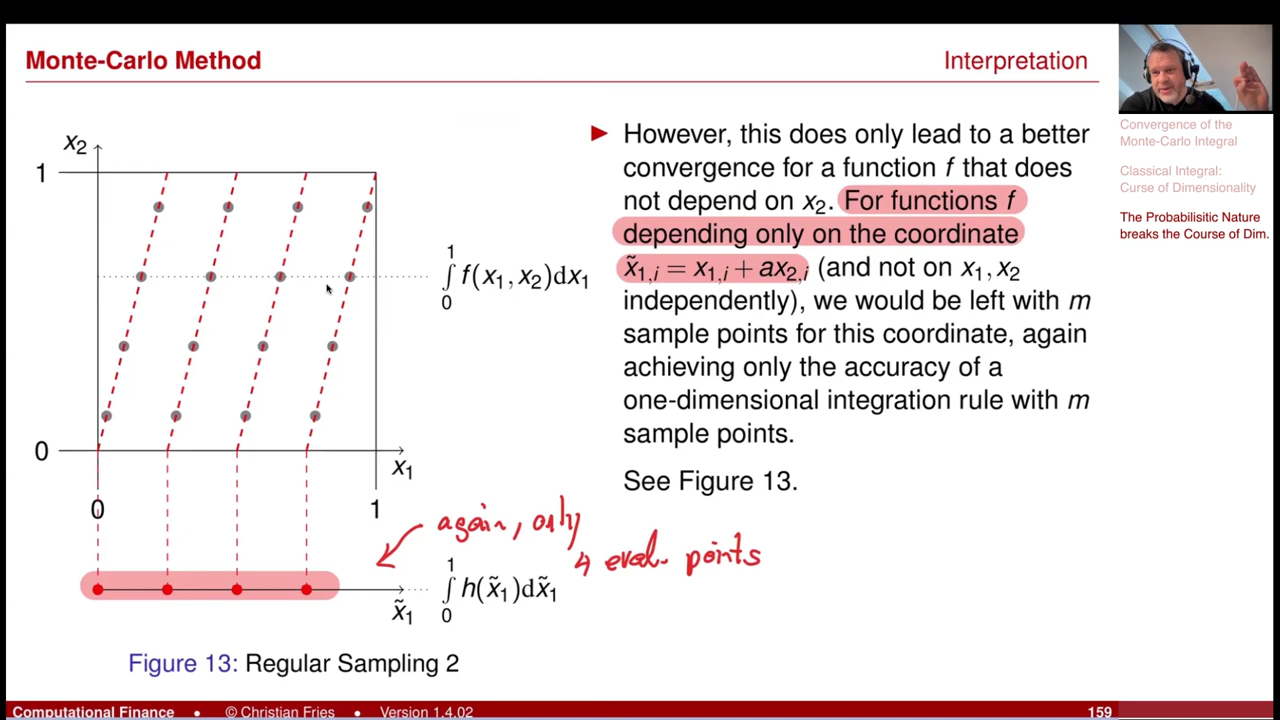 Monte-Carlo Method
Interpretation
x2
1
0
x1
0
1
1
∫ f(x1, x2)dx1
0
x̃1
1
∫ h(x̃1)dx̃1
0
again, only
4 eval. points
Figure 13: Regular Sampling 2
► However, this does only lead to a better
convergence for a function f that does
not depend on x2. For functions f
depending only on the coordinate
x̃1,i = x1,i + ax2,i (and not on x1, x2
independently), we would be left with m
sample points for this coordinate, again
achieving only the accuracy of a
one-dimensional integration rule with m
sample points.
See Figure 13.
Convergence of the
Monte-Carlo Integral
Classical Integral:
Curse of Dimensionality
The Probabilisitic Nature
breaks the Course of Dim.
Computational Finance • © Christian Fries • Version 1.4.02
159